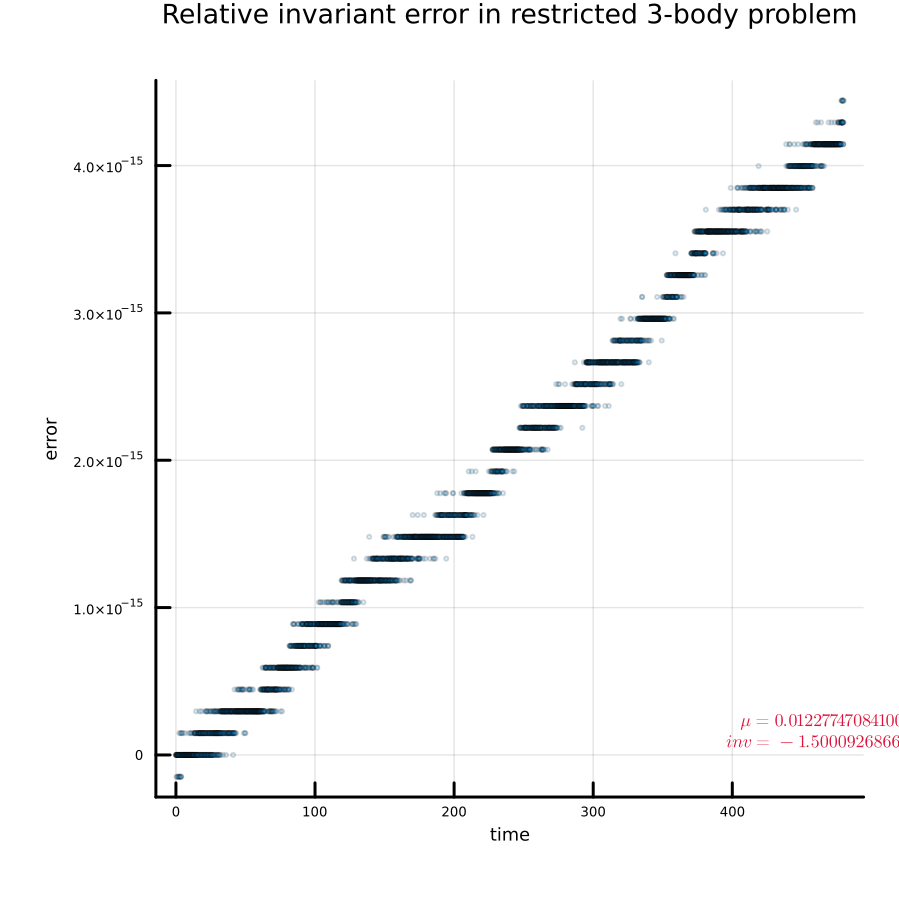 Relative invariant error in restricted 3-body problem
error
4.0×10⁻¹⁵
3.0×10⁻¹⁵
2.0×10⁻¹⁵
1.0×10⁻¹⁵
0
μ = 0.01227747084100
inv = −1.5000926866
0 100 200 300 400
time